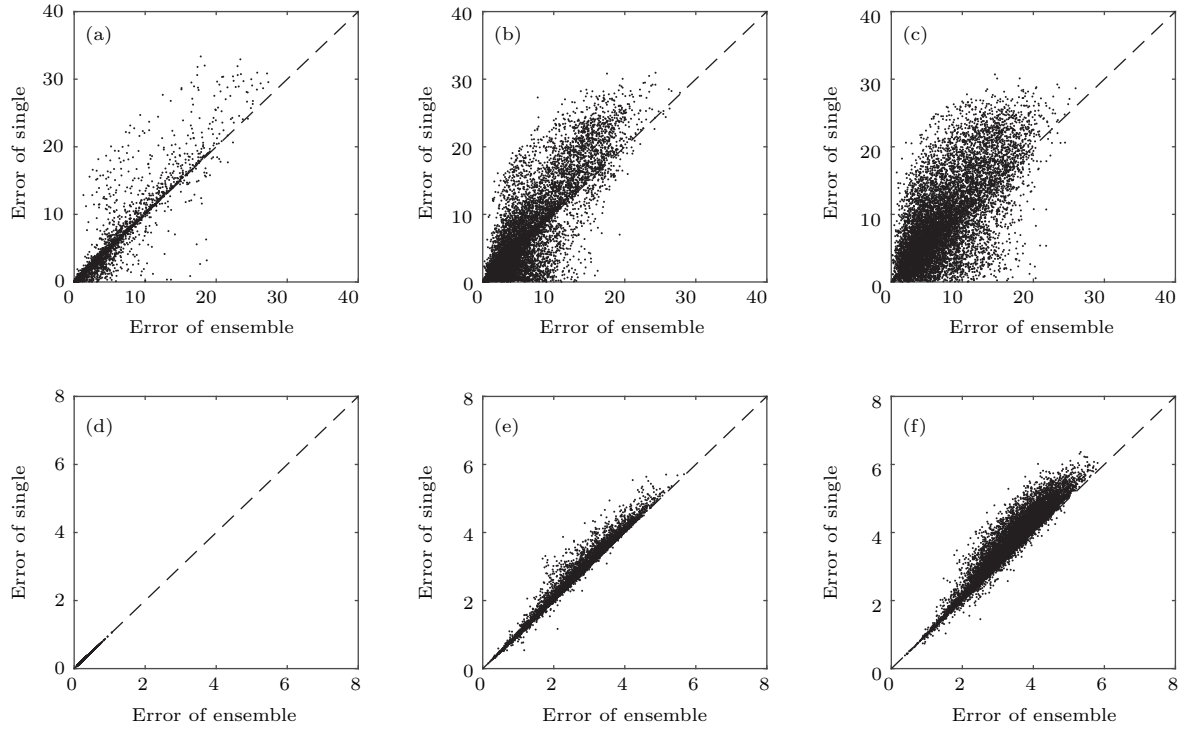 40
30
20
10
0
(a)
Error of single
0 10 20 30 40
Error of ensemble
40
30
20
10
0
(b)
Error of single
0 10 20 30 40
Error of ensemble
40
30
20
10
0
(c)
Error of single
0 10 20 30 40
Error of ensemble
8
6
4
2
0
(d)
Error of single
0 2 4 6 8
Error of ensemble
8
6
4
2
0
(e)
Error of single
0 2 4 6 8
Error of ensemble
8
6
4
2
0
(f)
Error of single
0 2 4 6 8
Error of ensemble